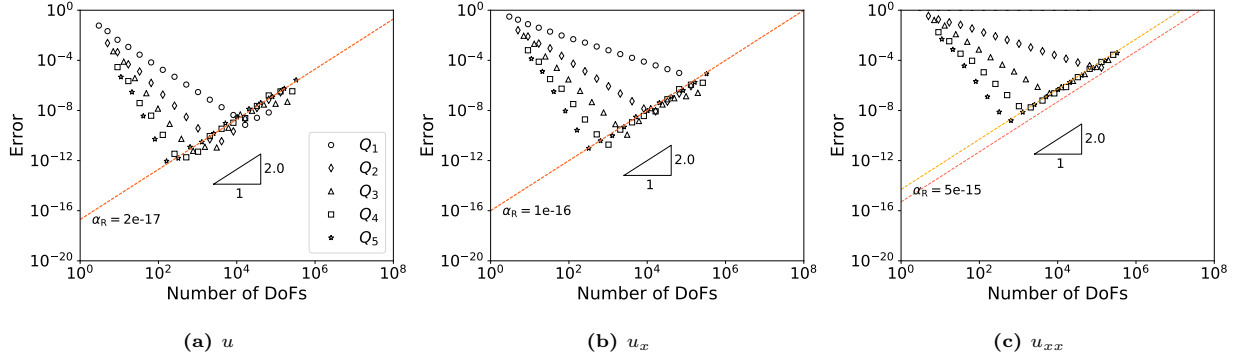 10^0
10^-4
10^-8
10^-12
10^-16
10^-20
Error
10^0 10^2 10^4 10^6 10^8
Number of DoFs
α_R = 2e-17
2.0
1
Q_1
Q_2
Q_3
Q_4
Q_5
(a) u
10^0
10^-4
10^-8
10^-12
10^-16
10^-20
Error
10^0 10^2 10^4 10^6 10^8
Number of DoFs
α_R = 1e-16
2.0
1
(b) u_x
10^0
10^-4
10^-8
10^-12
10^-16
10^-20
Error
10^0 10^2 10^4 10^6 10^8
Number of DoFs
α_R = 5e-15
2.0
1
(c) u_xx